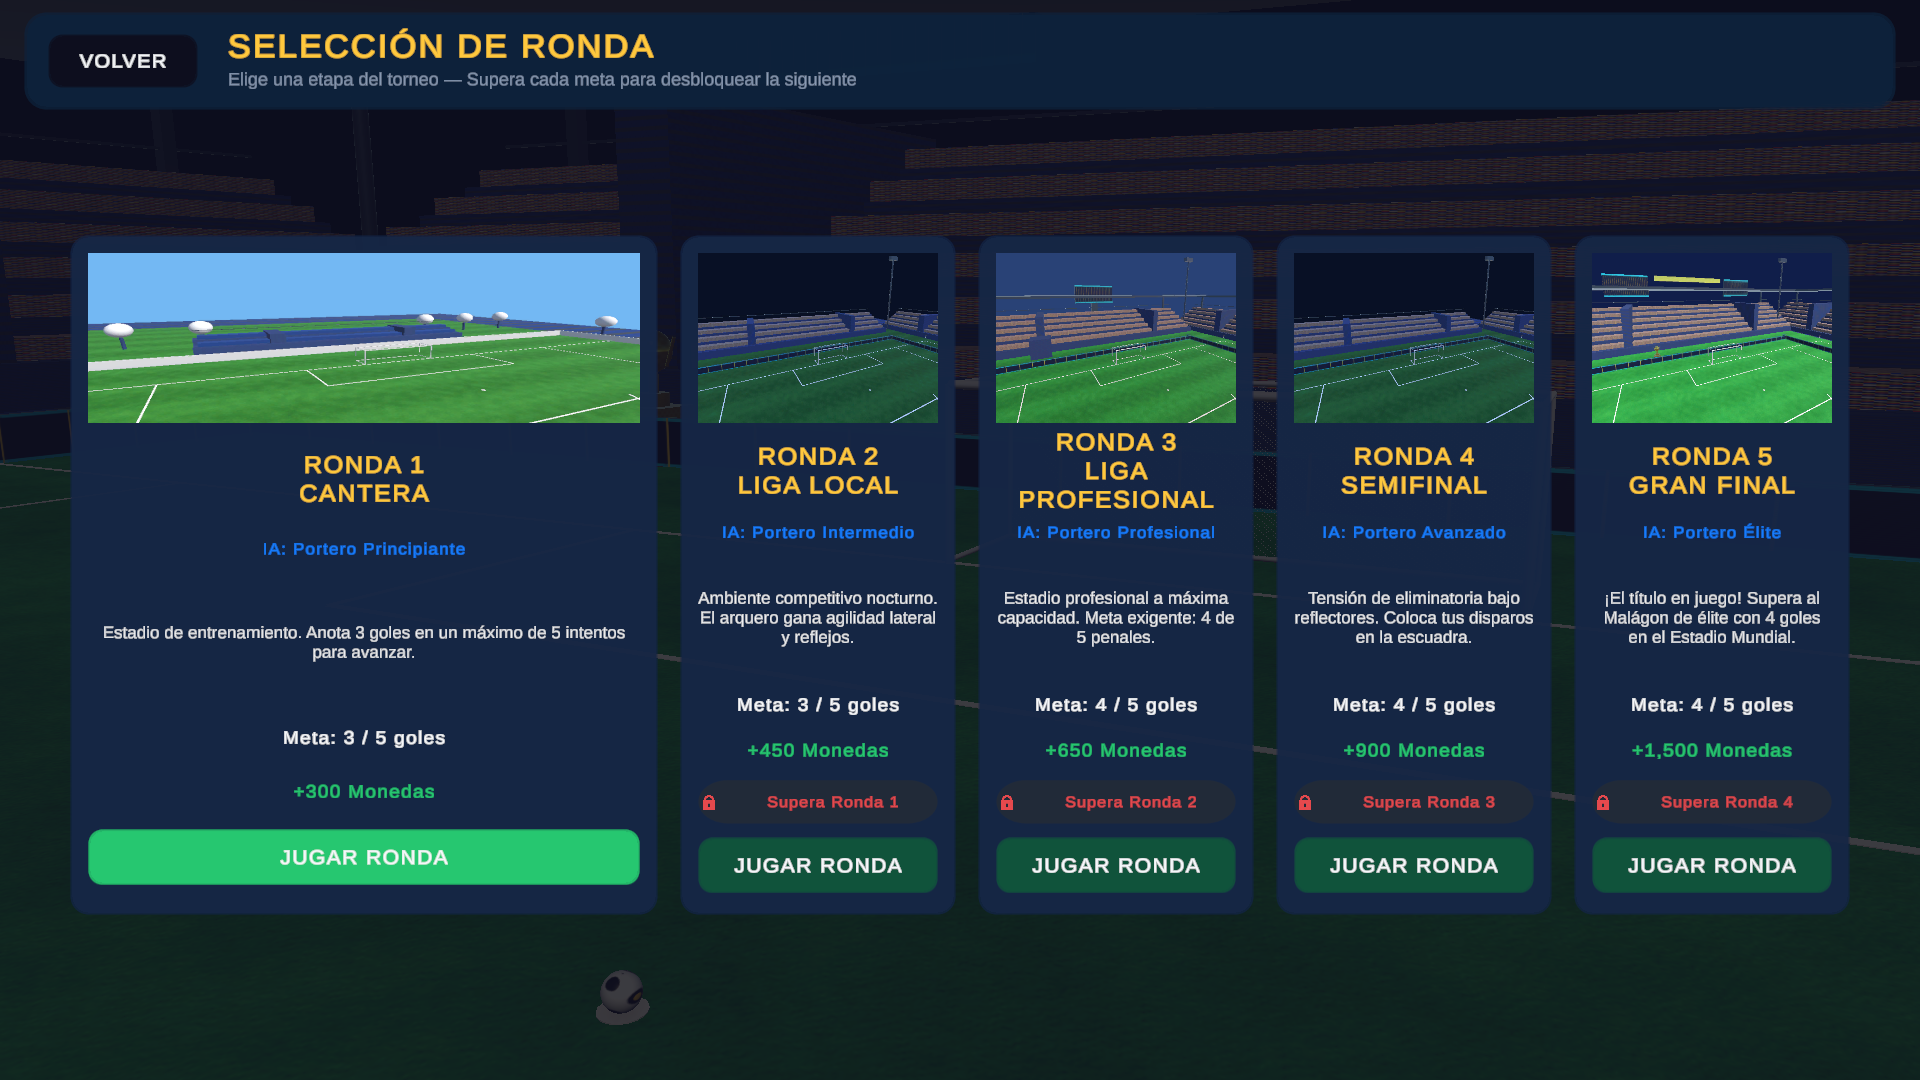 VOLVER
SELECCIÓN DE RONDA
Elige una etapa del torneo — Supera cada meta para desbloquear la siguiente
RONDA 1
CANTERA
IA: Portero Principiante
Estadio de entrenamiento. Anota 3 goles en un máximo de 5 intentos
para avanzar.
Meta: 3 / 5 goles
+300 Monedas
JUGAR RONDA
RONDA 2
LIGA LOCAL
IA: Portero Intermedio
Ambiente competitivo nocturno.
El arquero gana agilidad lateral
y reflejos.
Meta: 3 / 5 goles
+450 Monedas
Supera Ronda 1
JUGAR RONDA
RONDA 3
LIGA
PROFESIONAL
IA: Portero Profesional
Estadio profesional a máxima
capacidad. Meta exigente: 4 de
5 penales.
Meta: 4 / 5 goles
+650 Monedas
Supera Ronda 2
JUGAR RONDA
RONDA 4
SEMIFINAL
IA: Portero Avanzado
Tensión de eliminatoria bajo
reflectores. Coloca tus disparos
en la escuadra.
Meta: 4 / 5 goles
+900 Monedas
Supera Ronda 3
JUGAR RONDA
RONDA 5
GRAN FINAL
IA: Portero Élite
¡El título en juego! Supera al
Malágon de élite con 4 goles
en el Estadio Mundial.
Meta: 4 / 5 goles
+1,500 Monedas
Supera Ronda 4
JUGAR RONDA